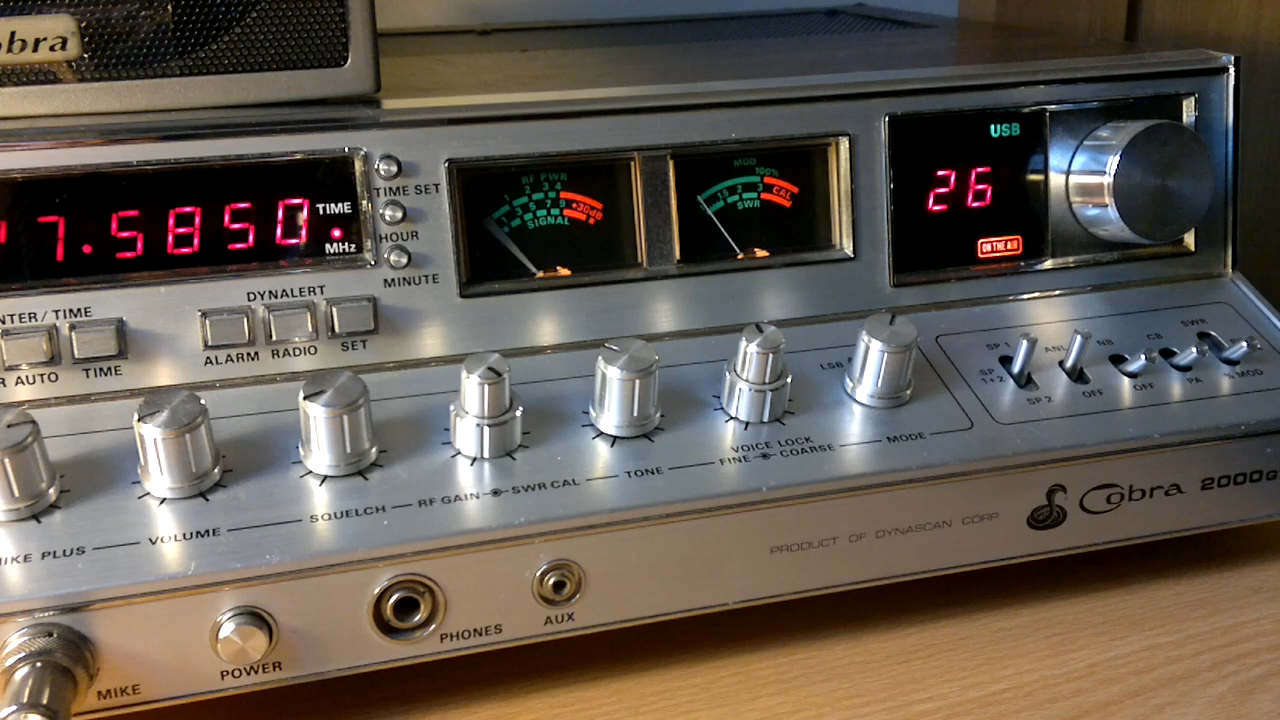 obra
7.5850.
TIME
MHz
TIME SET
HOUR
MINUTE
RF PWR
1 2 3 4
1 3 5 7 9 +30dB
SIGNAL
MOD
100%
1.5 2 3 CAL
SWR
USB
26
ON THE AIR
NTER / TIME
R AUTO
TIME
DYNALERT
ALARM RADIO SET
LSB
SP 1
SP 1+2
SP 2
ANL
NB
OFF
CB
OFF
PA
SWR
MOD
MIKE PLUS
VOLUME
SQUELCH
RF GAIN
SWR CAL
TONE
VOICE LOCK
FINE
COARSE
MODE
PRODUCT OF DYNASCAN CORP.
Cobra 2000G
MIKE
POWER
PHONES
AUX